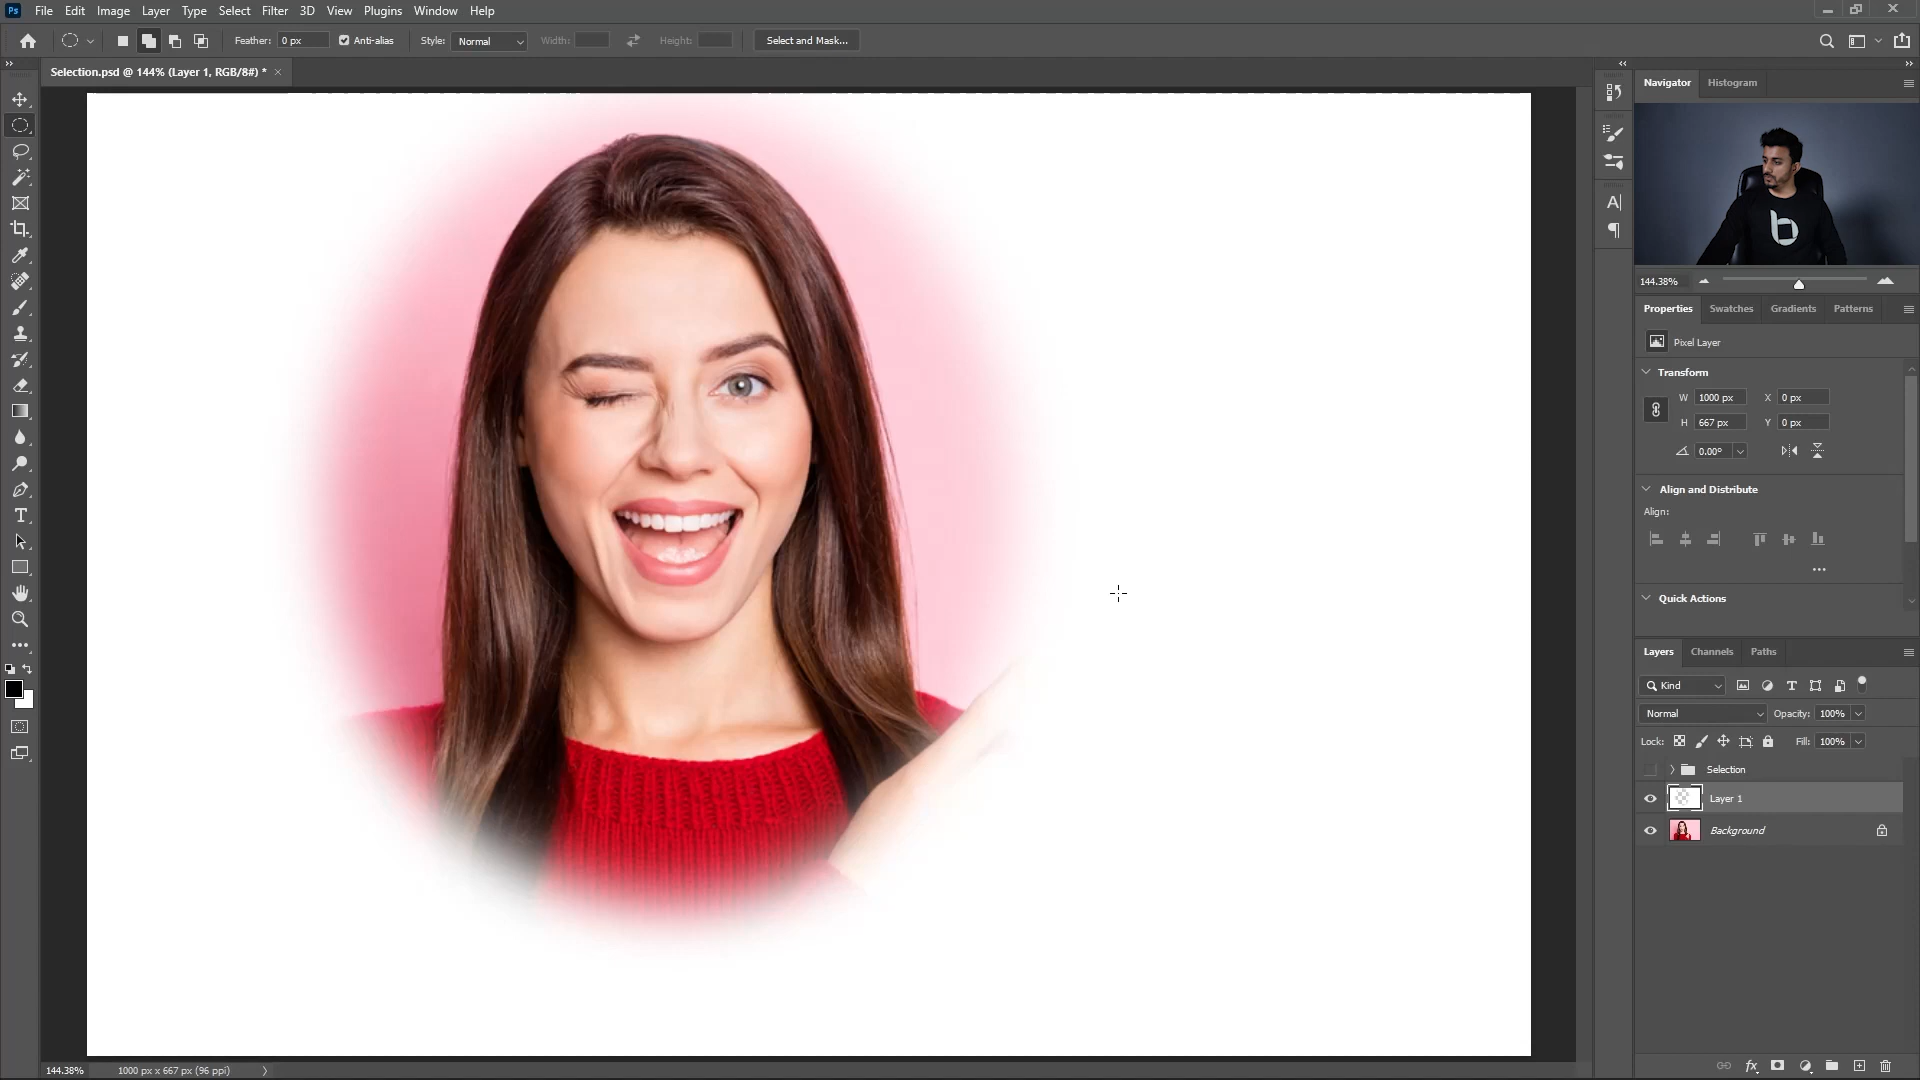 Ps File Edit Image Layer Type Select Filter 3D View Plugins Window Help
Feather: 0 px Anti-alias Style: Normal Width: Height: Select and Mask...
Selection.psd @ 144% (Layer 1, RGB/8#) * ×
Navigator Histogram
b
144.38%
Properties Swatches Gradients Patterns
Pixel Layer
Transform
W 1000 px X 0 px
H 667 px Y 0 px
0.00°
Align and Distribute
Align:
Quick Actions
Layers Channels Paths
Kind
Normal Opacity: 100%
Lock: Fill: 100%
Selection
Layer 1
Background
144.38% 1000 px x 667 px (96 ppi)